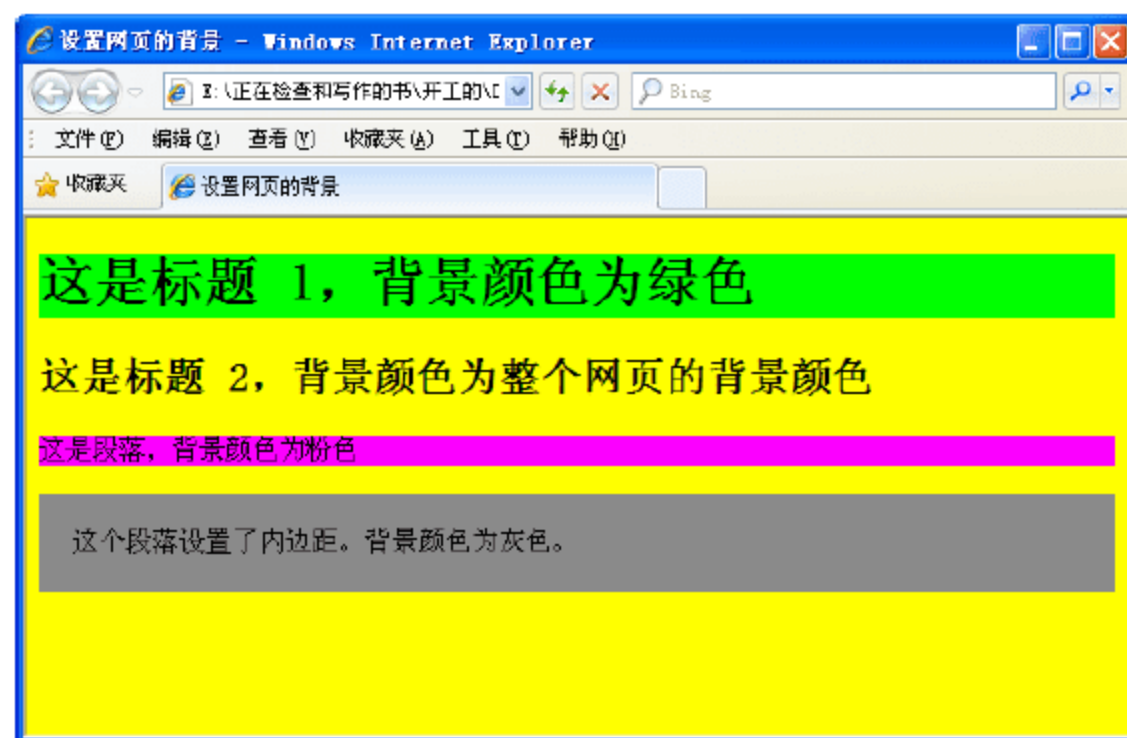 设置网页的背景 - Windows Internet Explorer
E:\正在检查和写作的书\开工的\D
Bing
文件(F) 编辑(E) 查看(V) 收藏夹(A) 工具(T) 帮助(H)
收藏夹 设置网页的背景
这是标题 1，背景颜色为绿色
这是标题 2，背景颜色为整个网页的背景颜色
这是段落，背景颜色为粉色
这个段落设置了内边距。背景颜色为灰色。